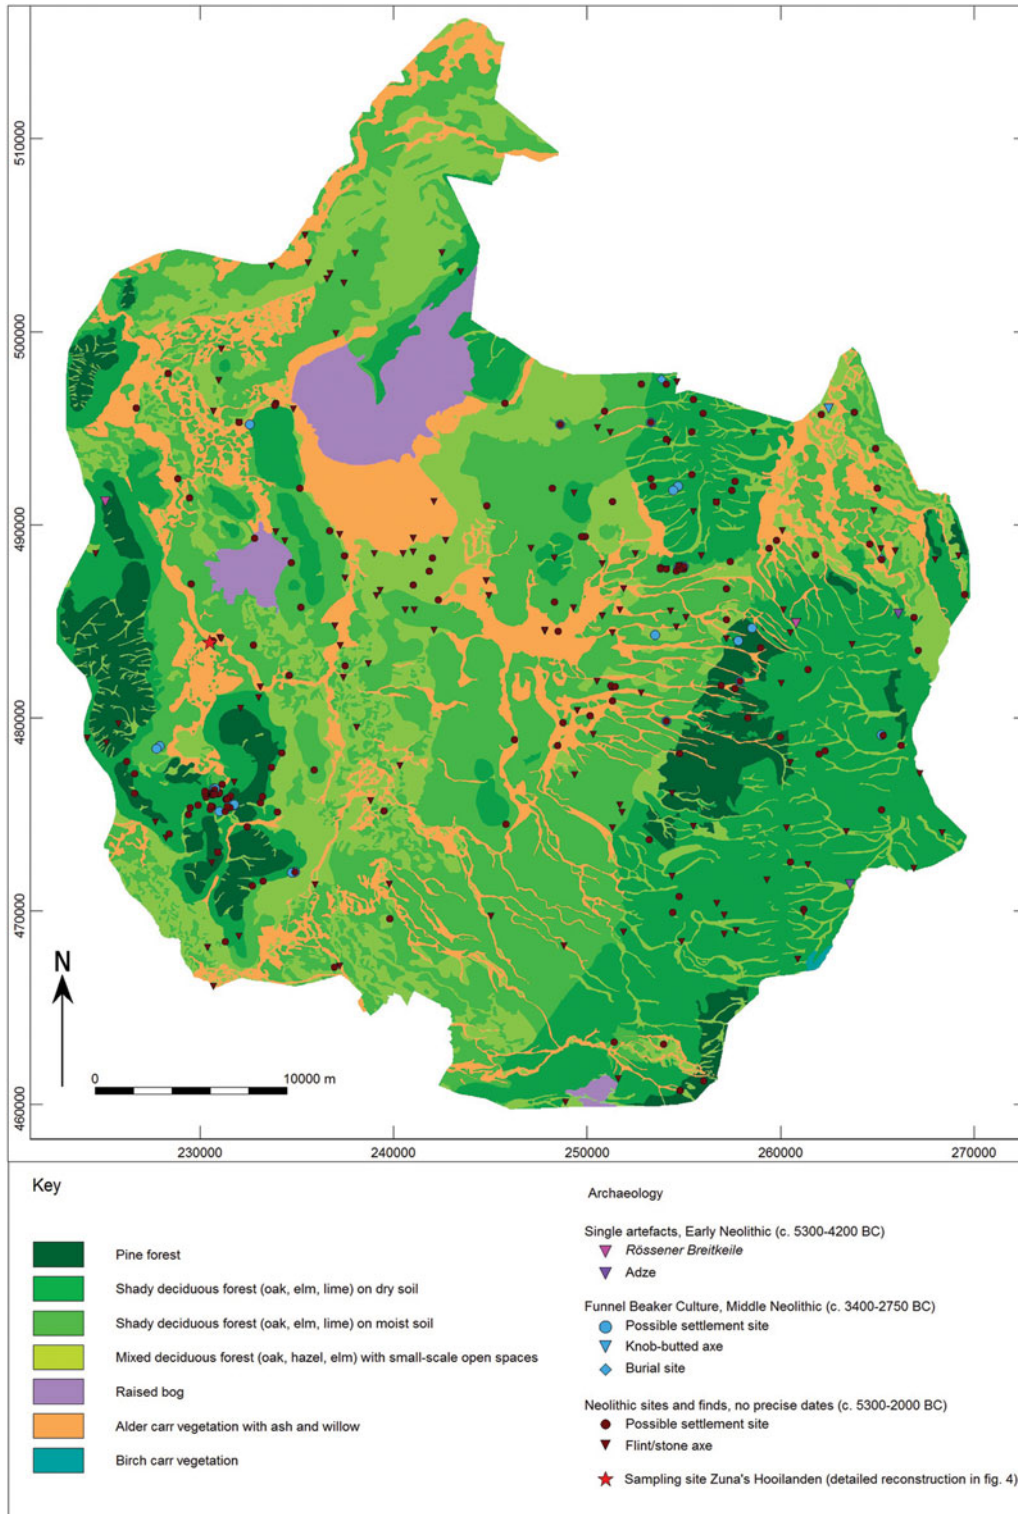 510000
500000
490000
480000
470000
460000
N
0 10000 m
230000 240000 250000 260000 270000
Key
Pine forest
Shady deciduous forest (oak, elm, lime) on dry soil
Shady deciduous forest (oak, elm, lime) on moist soil
Mixed deciduous forest (oak, hazel, elm) with small-scale open spaces
Raised bog
Alder carr vegetation with ash and willow
Birch carr vegetation
Archaeology
Single artefacts, Early Neolithic (c. 5300-4200 BC)
Rössener Breitkeile
Adze
Funnel Beaker Culture, Middle Neolithic (c. 3400-2750 BC)
Possible settlement site
Knob-butted axe
Burial site
Neolithic sites and finds, no precise dates (c. 5300-2000 BC)
Possible settlement site
Flint/stone axe
Sampling site Zuna's Hooilanden (detailed reconstruction in fig. 4)